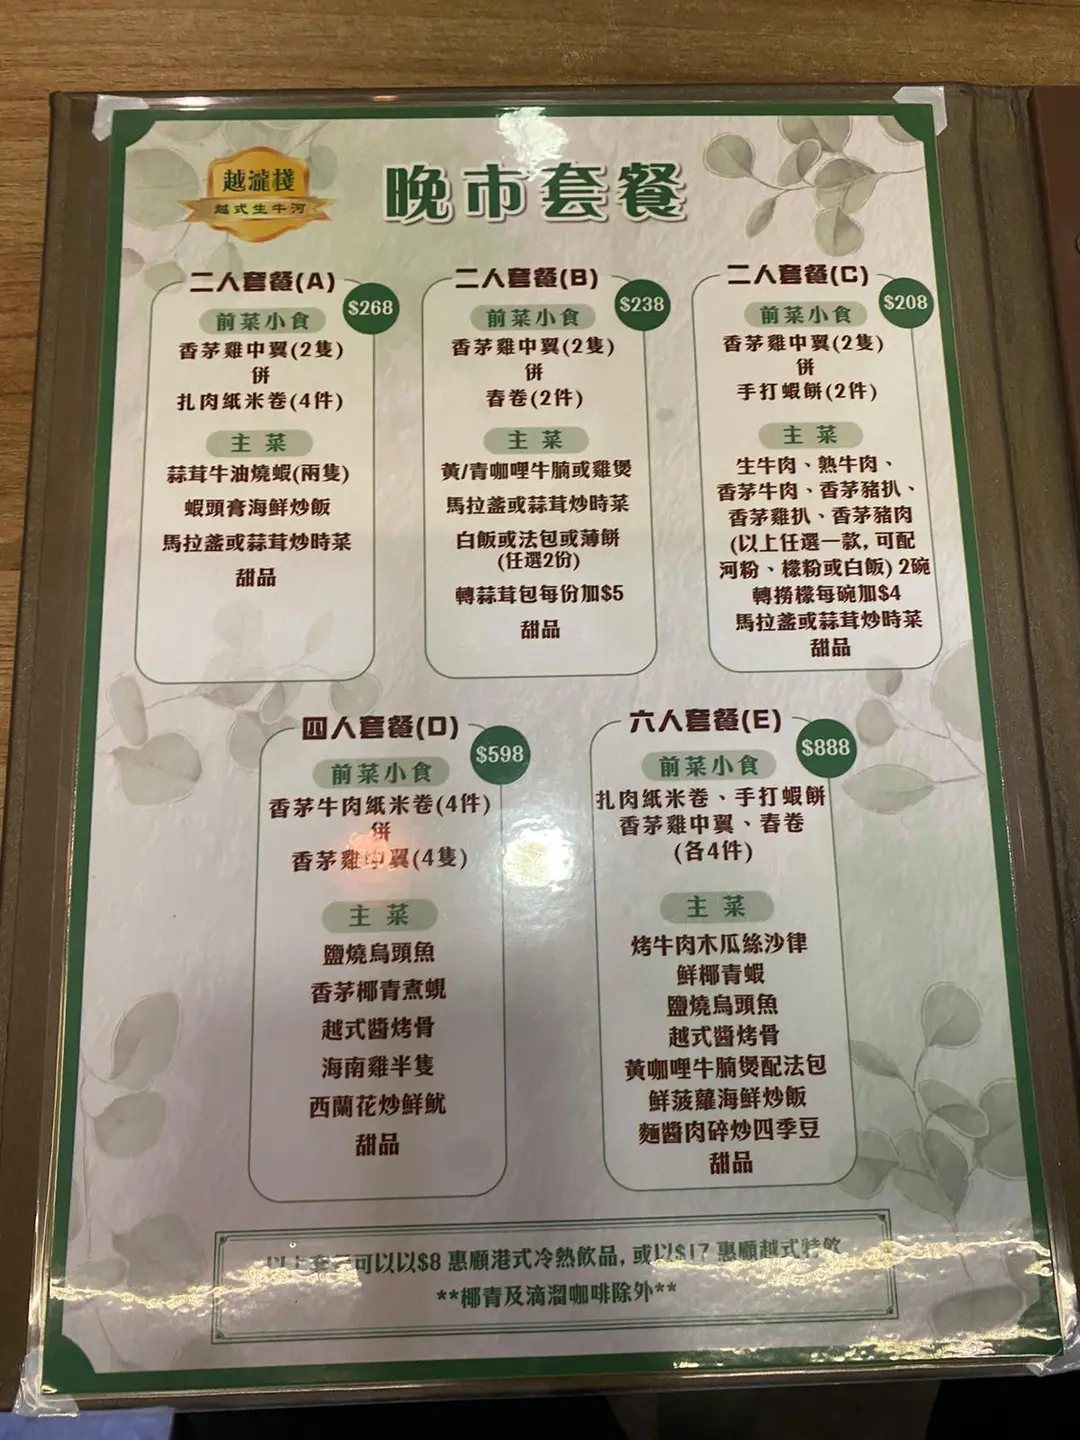 越瀧棧
越式生牛河
晚市套餐
二人套餐(A)
$268
前菜小食
香茅雞中翼(2隻)
併
扎肉紙米卷(4件)
主菜
蒜茸牛油燒蝦(兩隻)
蝦頭膏海鮮炒飯
馬拉盞或蒜茸炒時菜
甜品
二人套餐(B)
$238
前菜小食
香茅雞中翼(2隻)
併
春卷(2件)
主菜
黃/青咖哩牛腩或雞煲
馬拉盞或蒜茸炒時菜
白飯或法包或薄餅
(任選2份)
轉蒜茸包每份加$5
甜品
二人套餐(C)
$208
前菜小食
香茅雞中翼(2隻)
併
手打蝦餅(2件)
主菜
生牛肉、熟牛肉、
香茅牛肉、香茅豬扒、
香茅雞扒、香茅豬肉
(以上任選一款, 可配
河粉、檬粉或白飯) 2碗
轉撈檬每碗加$4
馬拉盞或蒜茸炒時菜
甜品
四人套餐(D)
$598
前菜小食
香茅牛肉紙米卷(4件)
併
香茅雞中翼(4隻)
主菜
鹽燒烏頭魚
香茅椰青煮蜆
越式醬烤骨
海南雞半隻
西蘭花炒鮮魷
甜品
六人套餐(E)
$888
前菜小食
扎肉紙米卷、手打蝦餅
香茅雞中翼、春卷
(各4件)
主菜
烤牛肉木瓜絲沙律
鮮椰青蝦
鹽燒烏頭魚
越式醬烤骨
黃咖哩牛腩煲配法包
鮮菠蘿海鮮炒飯
麵醬肉碎炒四季豆
甜品
以上套餐可以以$8 惠顧港式冷熱飲品, 或以$17 惠顧越式特飲
**椰青及滴溜咖啡除外**